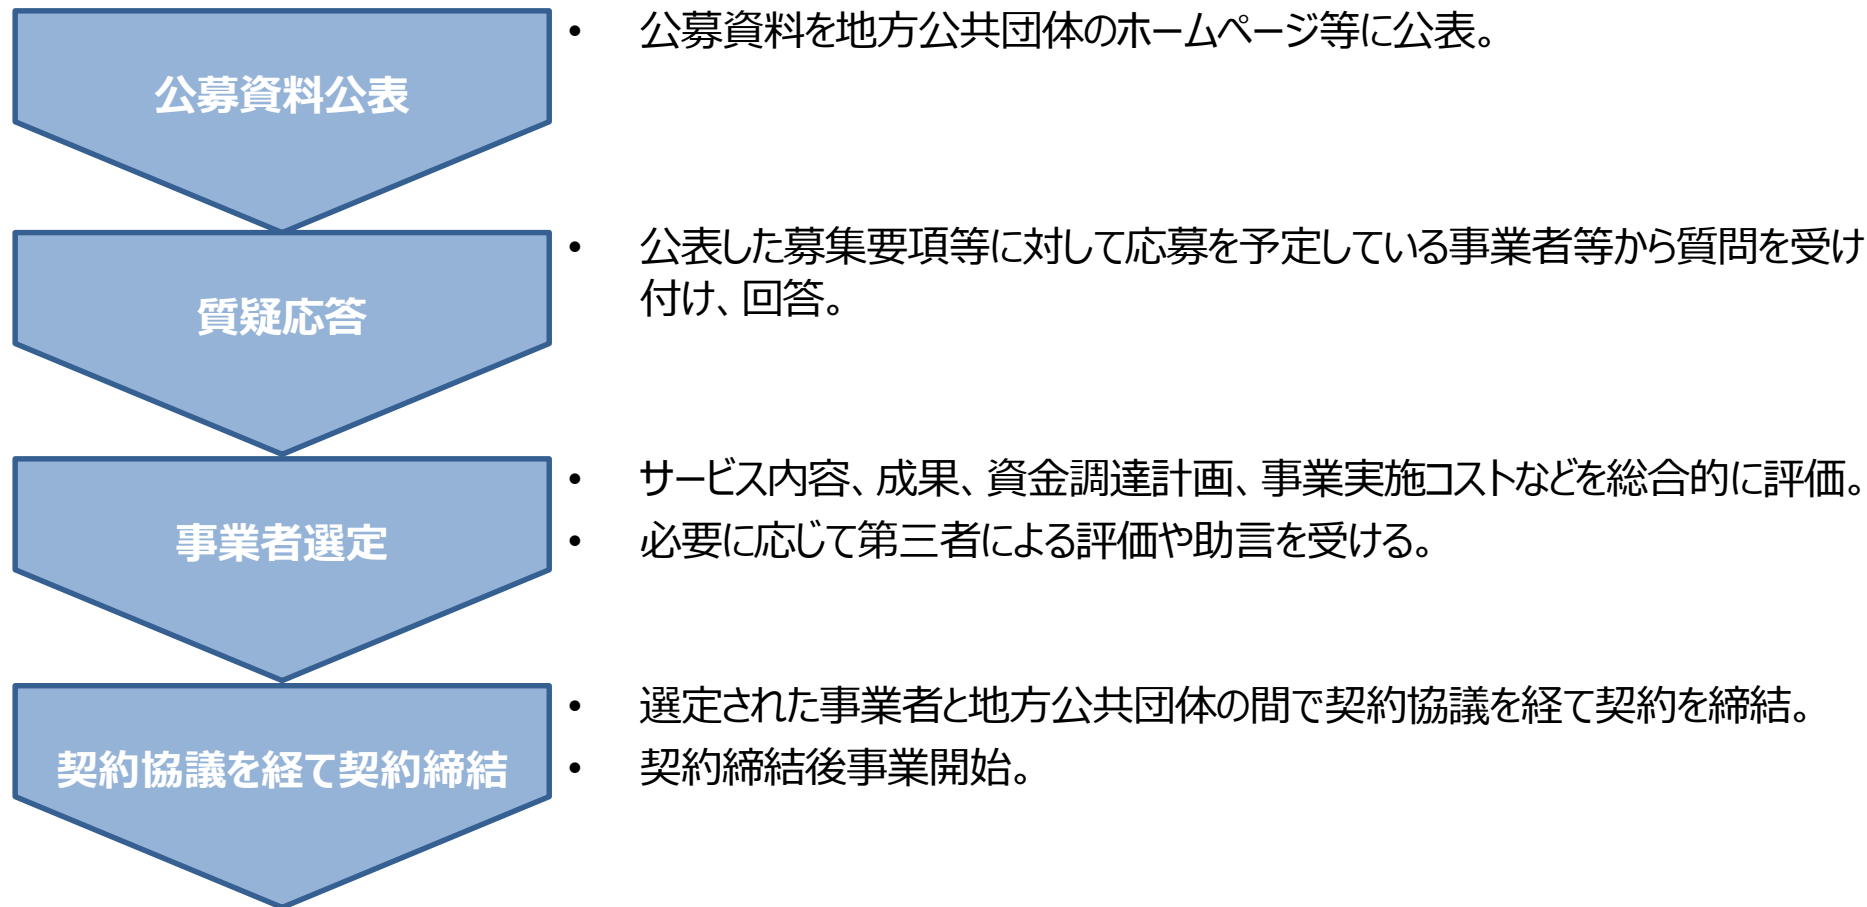 公募資料公表
• 公募資料を地方公共団体のホームページ等に公表。
質疑応答
• 公表した募集要項等に対して応募を予定している事業者等から質問を受け
付け、回答。
事業者選定
• サービス内容、成果、資金調達計画、事業実施コストなどを総合的に評価。
• 必要に応じて第三者による評価や助言を受ける。
契約協議を経て契約締結
• 選定された事業者と地方公共団体の間で契約協議を経て契約を締結。
• 契約締結後事業開始。